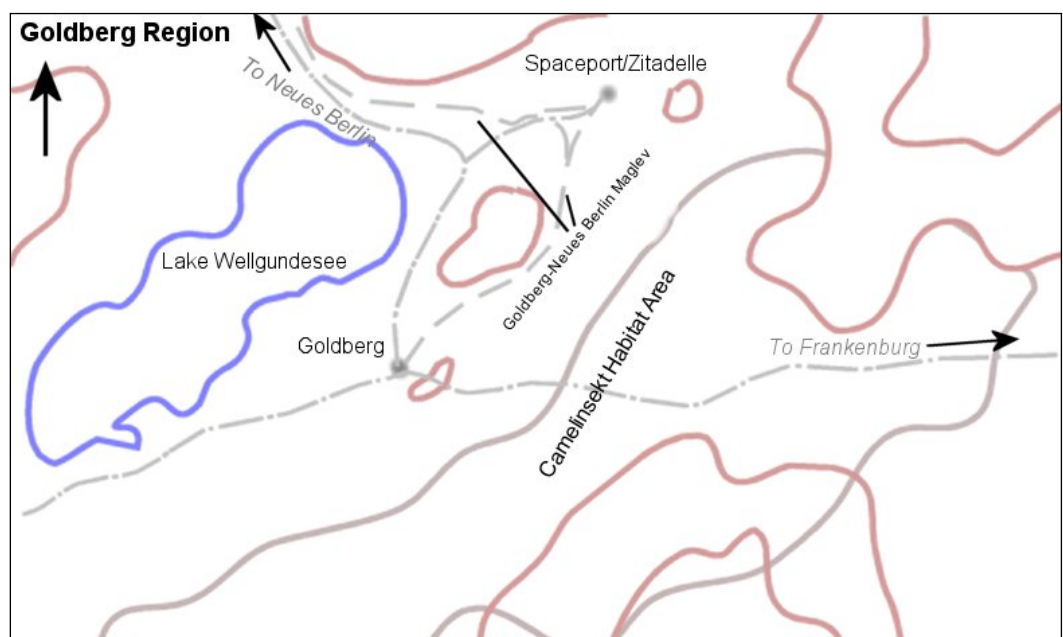 Goldberg Region
Spaceport/Zitadelle
To Neues Berlin
Goldberg-Neues Berlin Maglev
Lake Wellgundesee
Camelinsekt Habitat Area
Goldberg
To Frankenburg